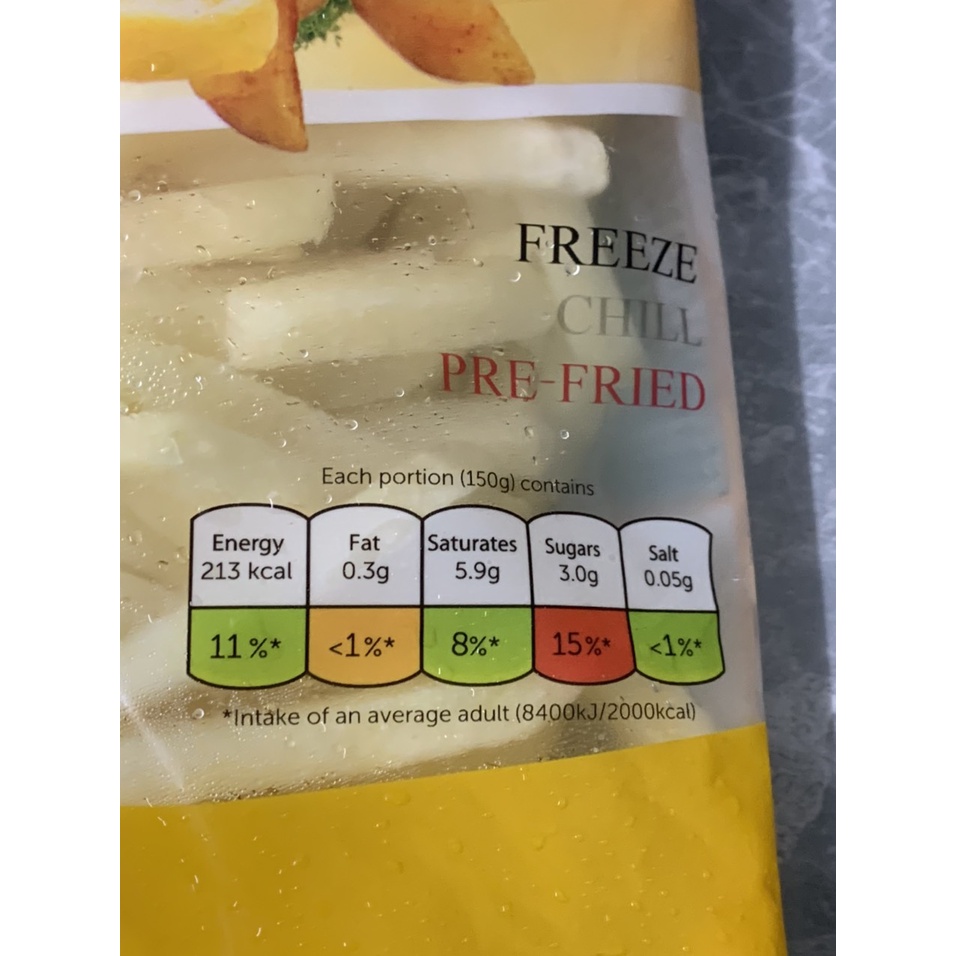 FREEZE
CHILL
PRE-FRIED
Each portion (150g) contains
Energy Fat Saturates Sugars Salt
213 kcal 0.3g 5.9g 3.0g 0.05g
11%* <1%* 8%* 15%* <1%*
*Intake of an average adult (8400kJ/2000kcal)